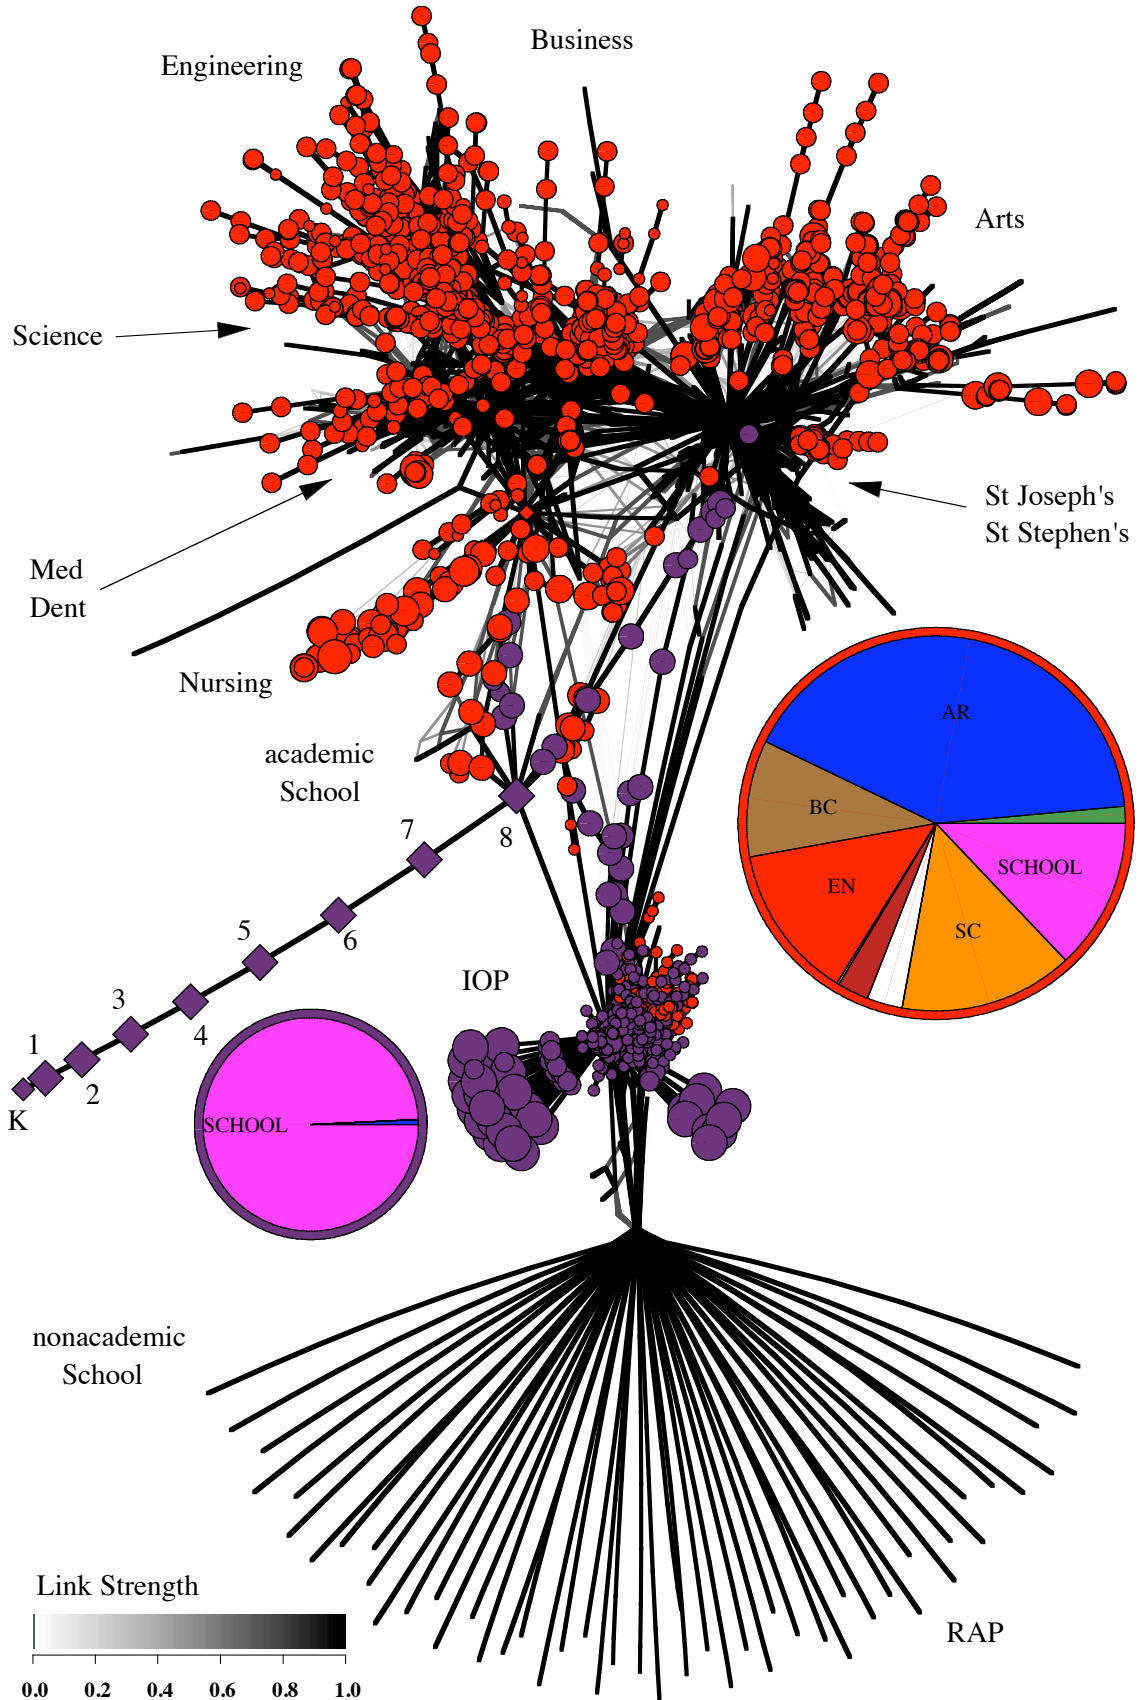 Business
Engineering
Arts
Science
St Joseph's
St Stephen's
Med
Dent
Nursing
AR
academic
School
BC
7
8
SCHOOL
EN
5
6
SC
IOP
3
4
1
2
K
SCHOOL
nonacademic
School
Link Strength
RAP
0.0 0.2 0.4 0.6 0.8 1.0